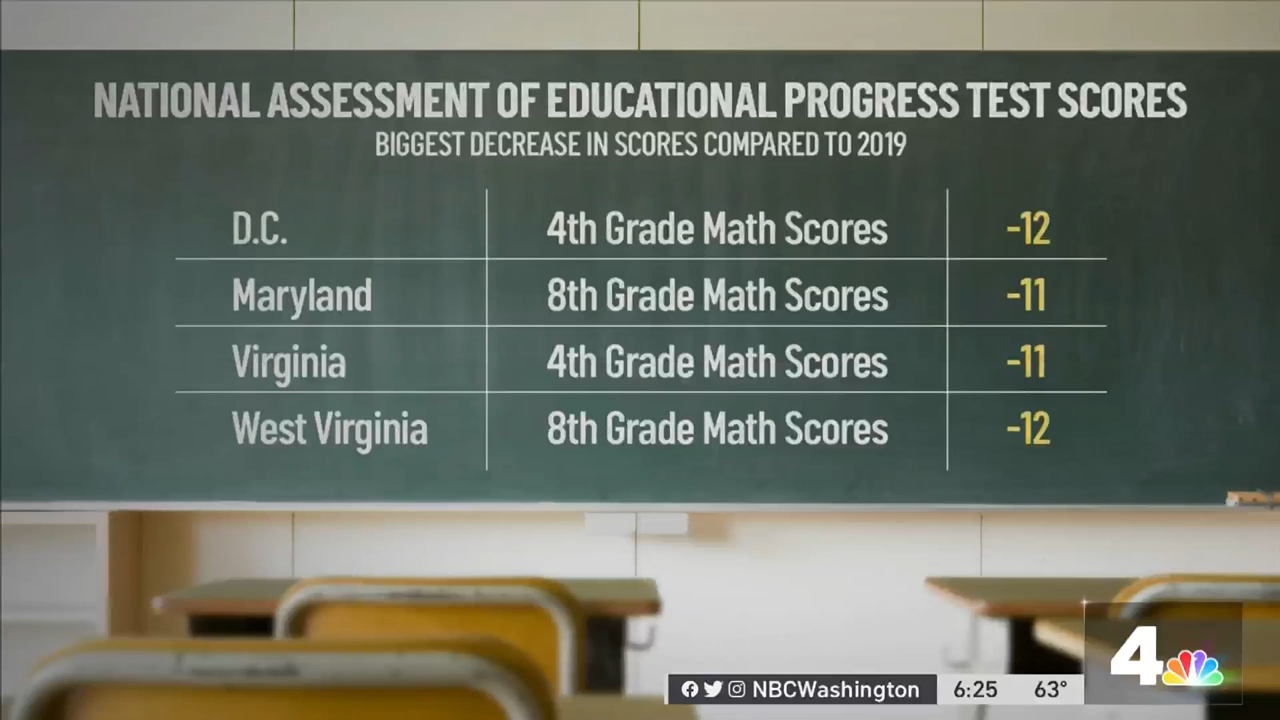 NATIONAL ASSESSMENT OF EDUCATIONAL PROGRESS TEST SCORES
BIGGEST DECREASE IN SCORES COMPARED TO 2019
D.C. 4th Grade Math Scores -12
Maryland 8th Grade Math Scores -11
Virginia 4th Grade Math Scores -11
West Virginia 8th Grade Math Scores -12
4
NBCWashington 6:25 63°